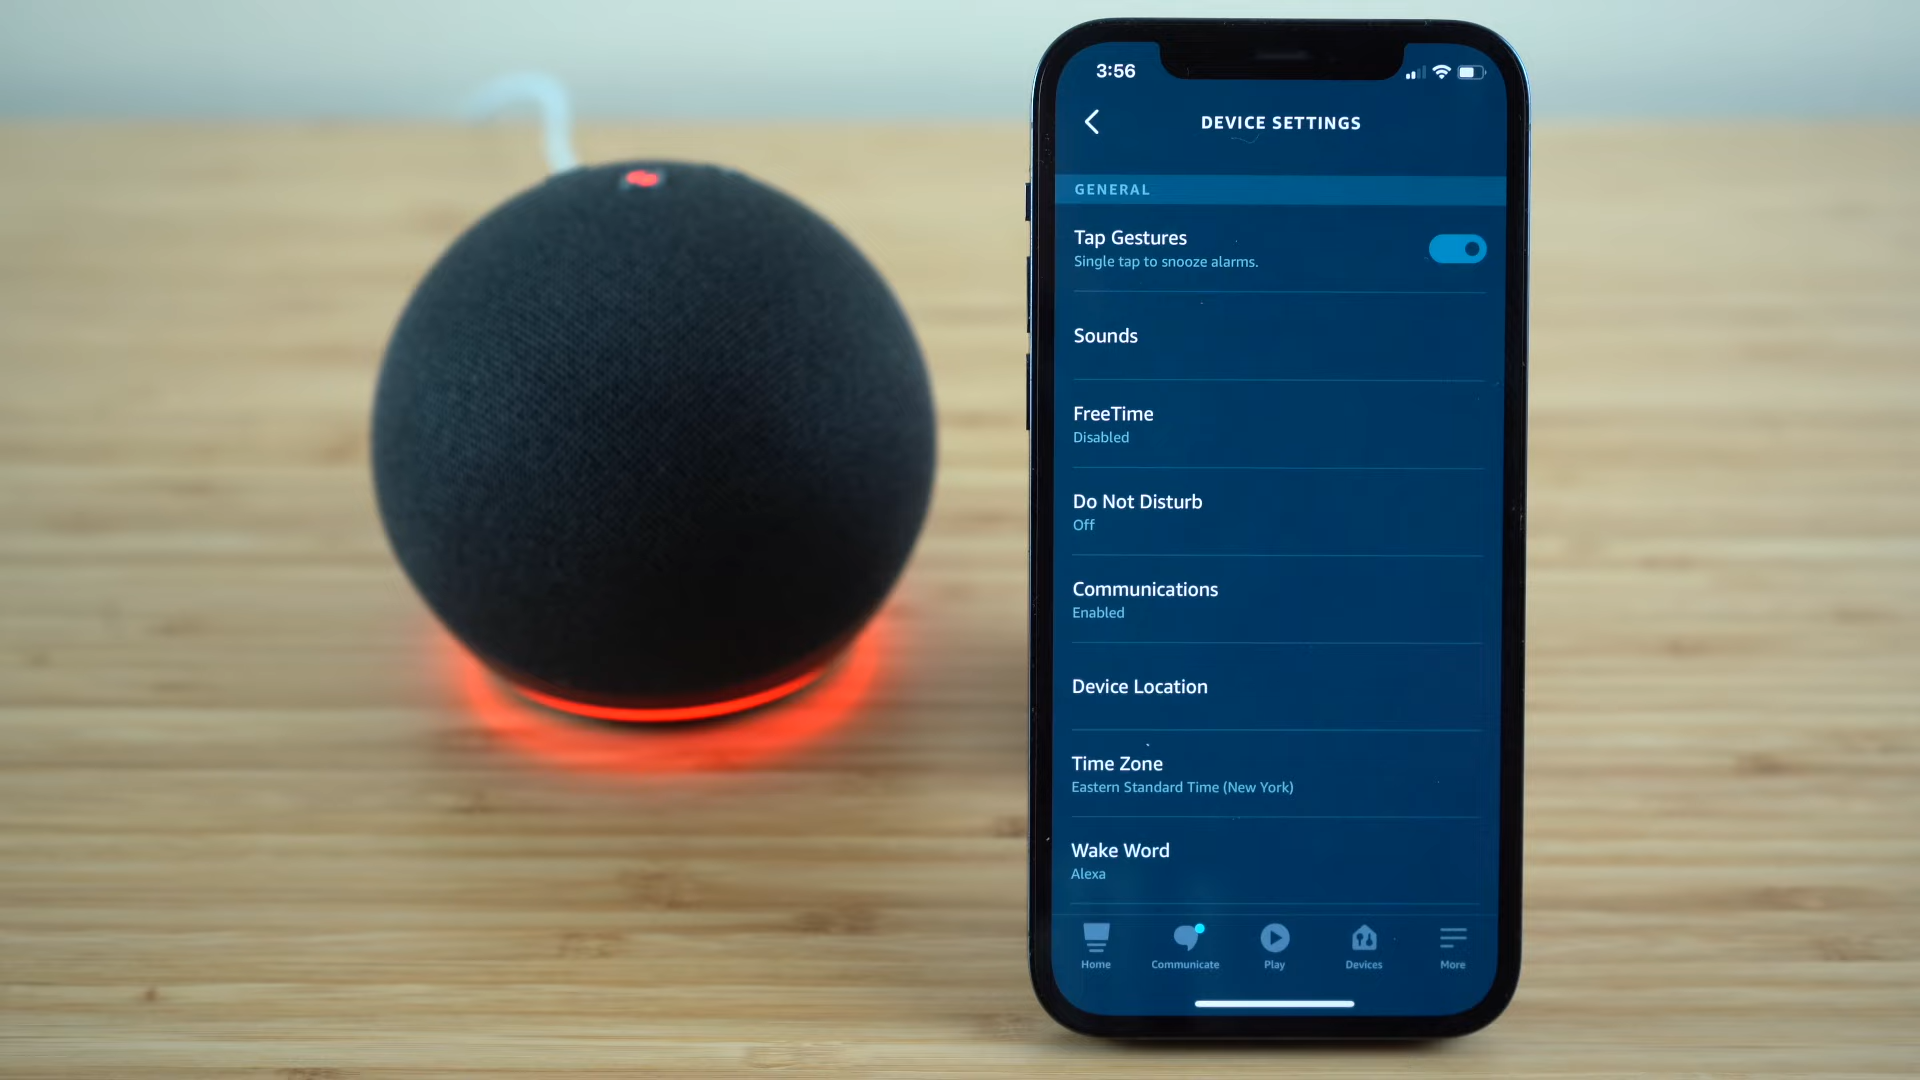 3:56
DEVICE SETTINGS
GENERAL
Tap Gestures
Single tap to snooze alarms.
Sounds
FreeTime
Disabled
Do Not Disturb
Off
Communications
Enabled
Device Location
Time Zone
Eastern Standard Time (New York)
Wake Word
Alexa
Home
Communicate
Play
Devices
More